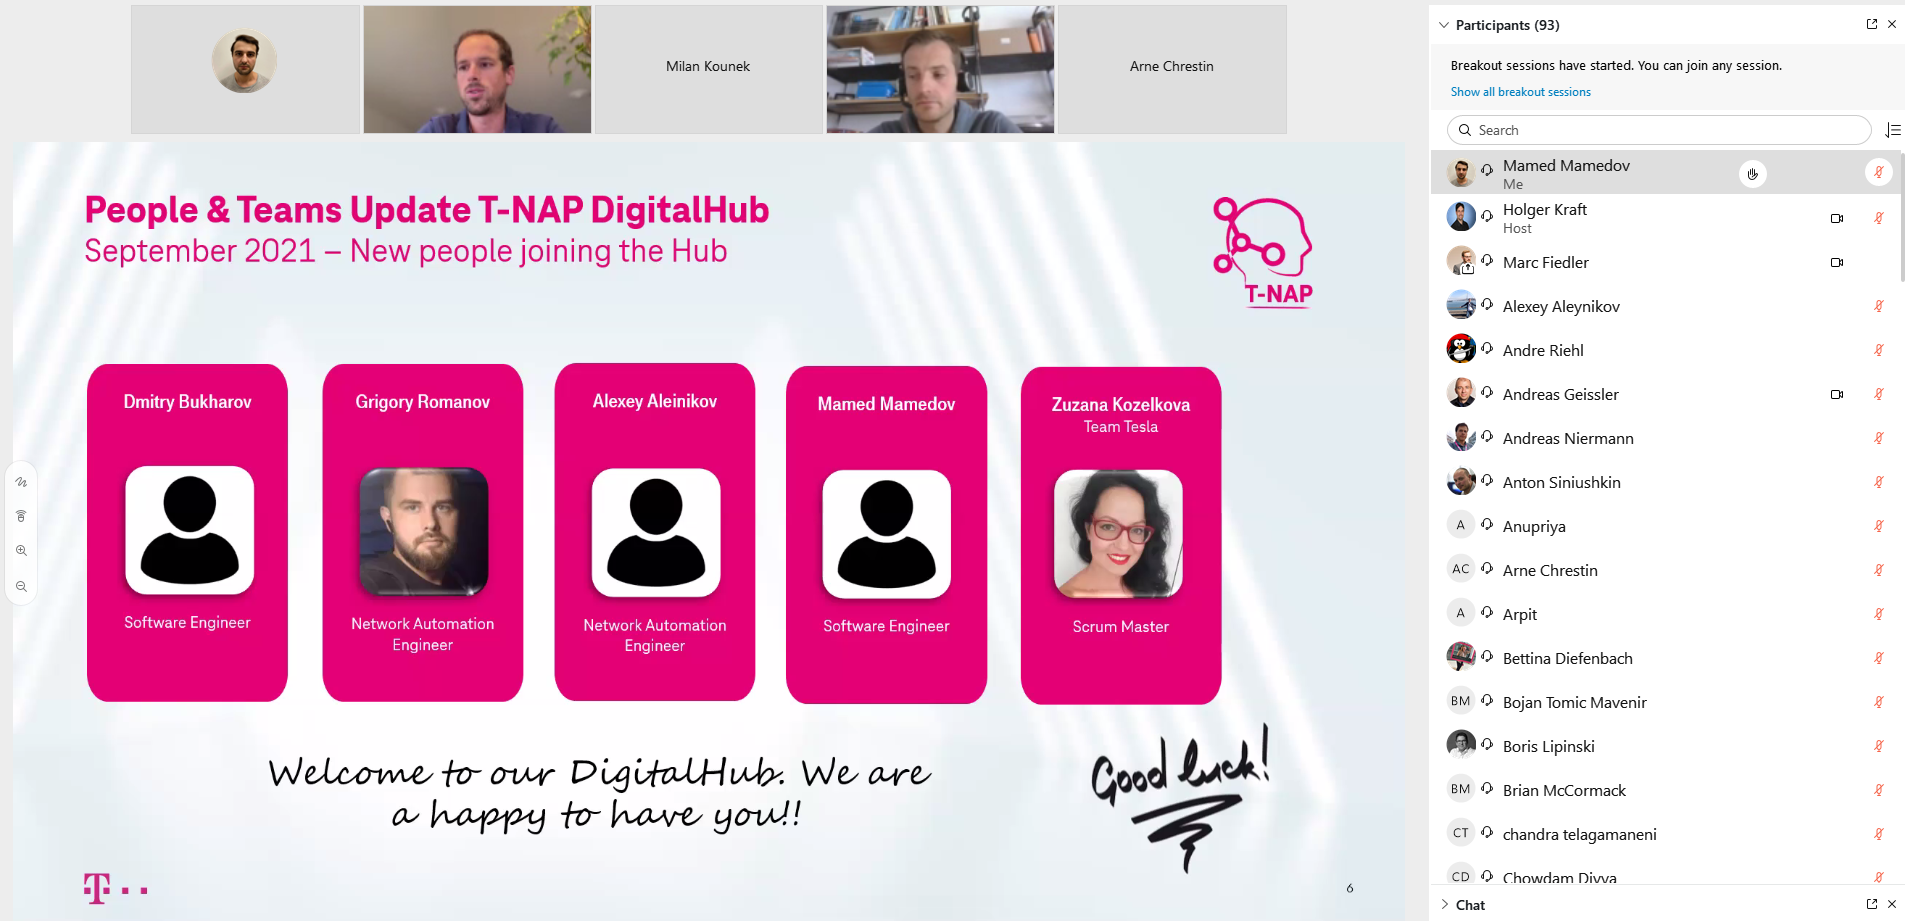 Milan Kounek
Arne Chrestin
People & Teams Update T-NAP DigitalHub
September 2021 – New people joining the Hub
T-NAP
Dmitry Bukharov
Software Engineer
Grigory Romanov
Network Automation
Engineer
Alexey Aleinikov
Network Automation
Engineer
Mamed Mamedov
Software Engineer
Zuzana Kozelkova
Team Tesla
Scrum Master
Welcome to our DigitalHub. We are
a happy to have you!!
Good luck!
T
6
Participants (93)
Breakout sessions have started. You can join any session.
Show all breakout sessions
Search
Mamed Mamedov
Me
Holger Kraft
Host
Marc Fiedler
Alexey Aleynikov
Andre Riehl
Andreas Geissler
Andreas Niermann
Anton Siniushkin
A Anupriya
AC Arne Chrestin
A Arpit
Bettina Diefenbach
BM Bojan Tomic Mavenir
Boris Lipinski
BM Brian McCormack
CT chandra telagamaneni
CD Chowdam Divya
Chat